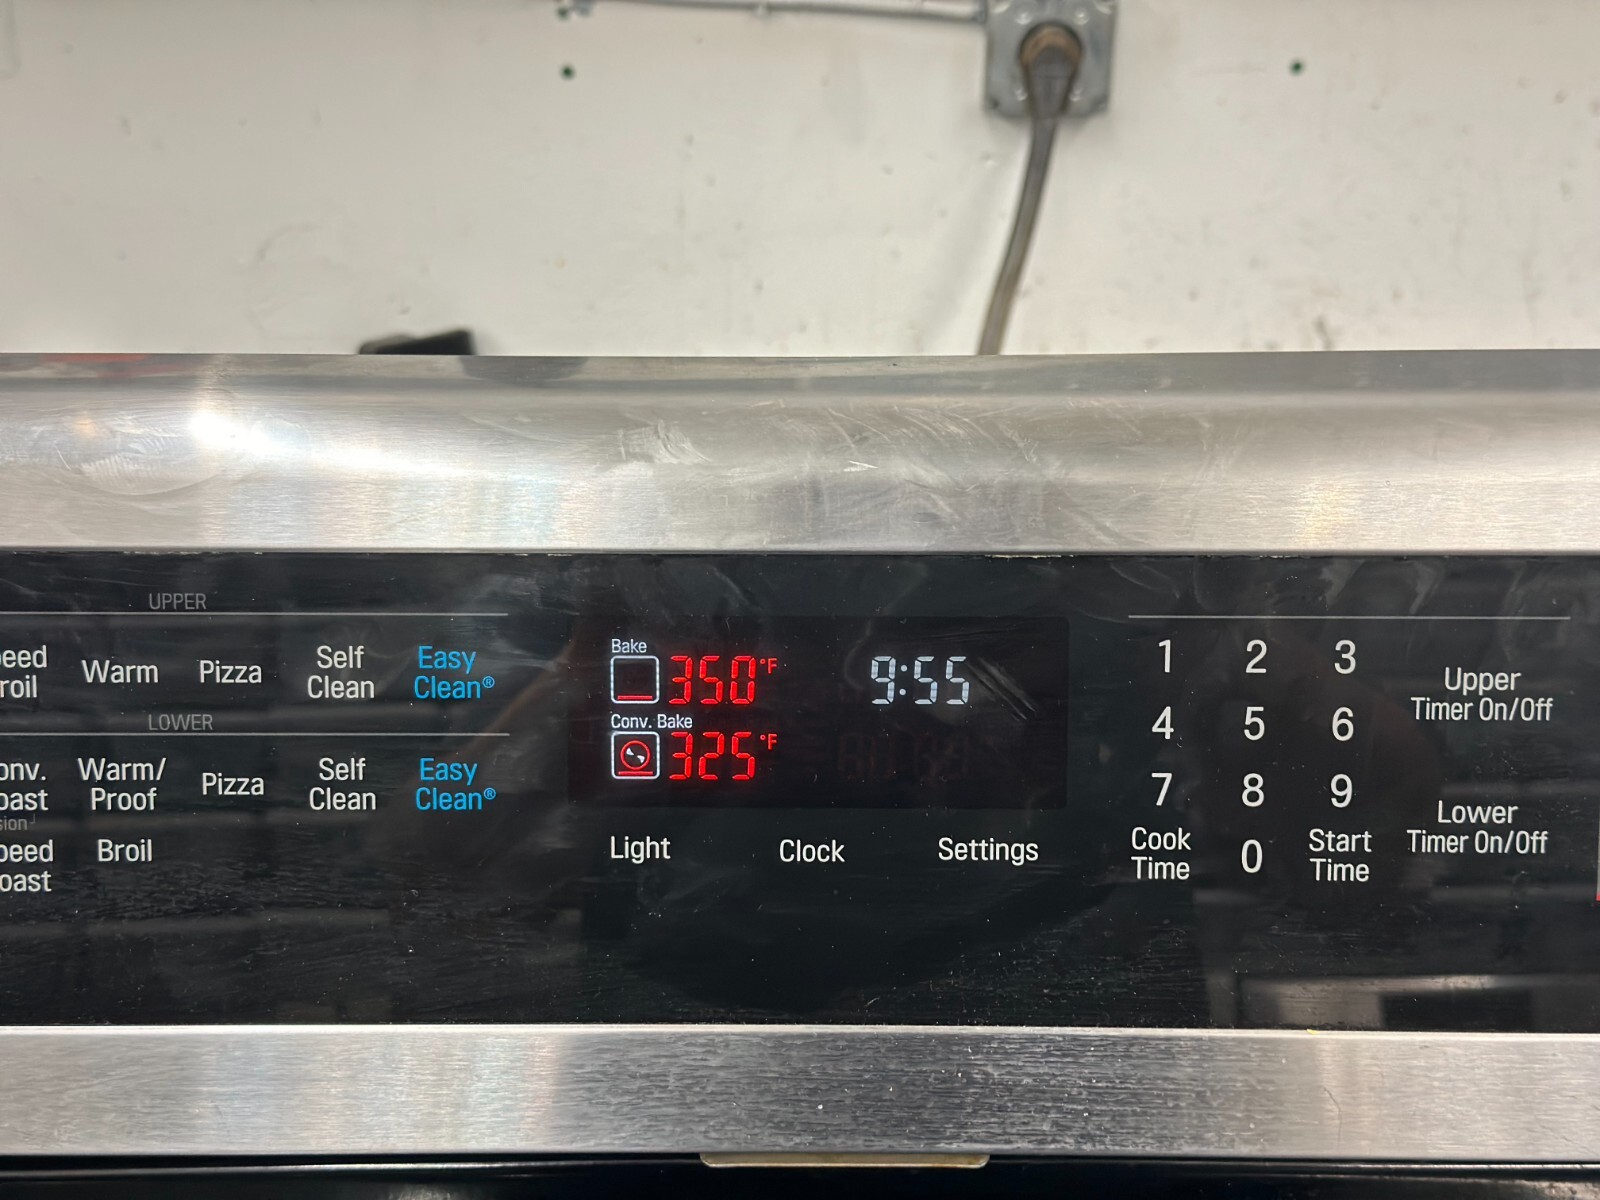 UPPER
Warm
Pizza
Self
Clean
Easy
Clean®
LOWER
Warm/
Proof
Pizza
Self
Clean
Easy
Clean®
Broil
Bake
350°F
9:55
Conv. Bake
325°F
Light
Clock
Settings
1 2 3
4 5 6
7 8 9
Cook
Time
0
Start
Time
Upper
Timer On/Off
Lower
Timer On/Off